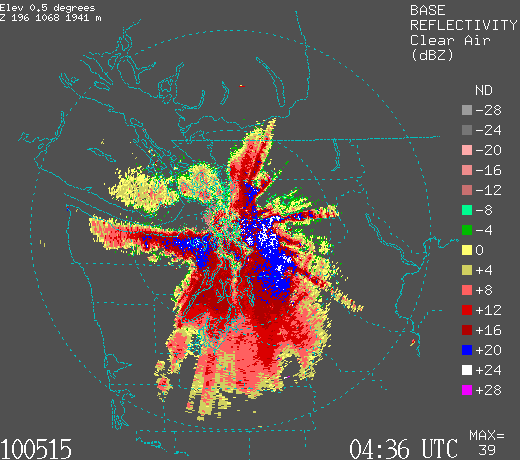 Elev 0.5 degrees
Z 196 1068 1941 m
BASE
REFLECTIVITY
Clear Air
(dBZ)
ND
-28
-24
-20
-16
-12
-8
-4
0
+4
+8
+12
+16
+20
+24
+28
MAX=
39
100515
04:36 UTC